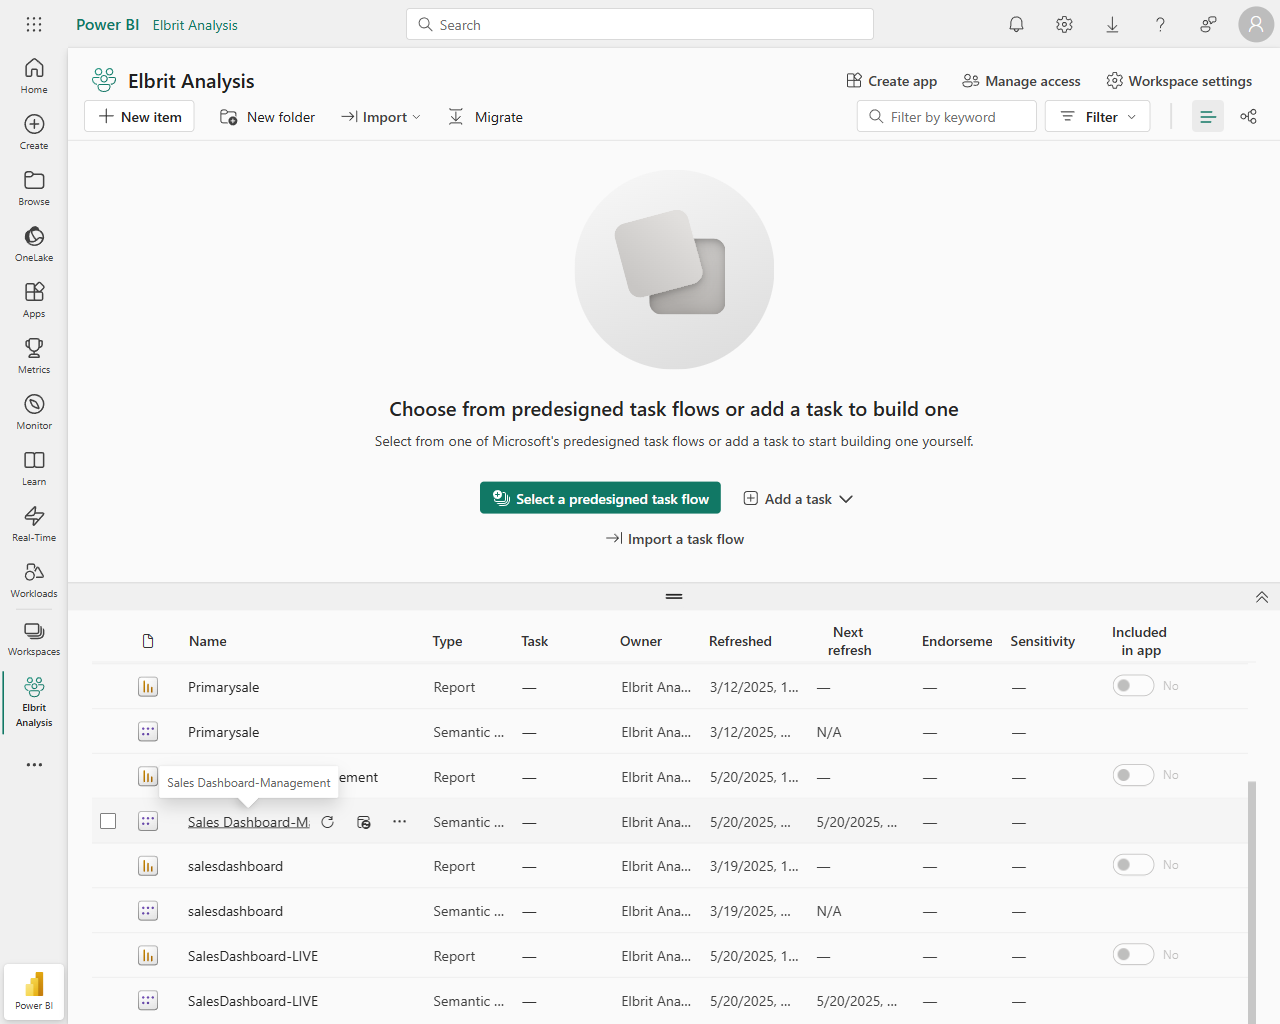 Power BI Elbrit Analysis
Search
Home
Create
Browse
OneLake
Apps
Metrics
Monitor
Learn
Real-Time
Workloads
Workspaces
Elbrit
Analysis
Power BI
Elbrit Analysis
Create app
Manage access
Workspace settings
New item
New folder
Import
Migrate
Filter by keyword
Filter
Choose from predesigned task flows or add a task to build one
Select from one of Microsoft's predesigned task flows or add a task to start building one yourself.
Select a predesigned task flow
Add a task
Import a task flow
Name Type Task Owner Refreshed Next refresh Endorseme Sensitivity Included in app
Primarysale Report — Elbrit Ana... 3/12/2025, 1... — — — No
Primarysale Semantic ... — Elbrit Ana... 3/12/2025, ... N/A — —
ement Report — Elbrit Ana... 5/20/2025, 1... — — — No
Sales Dashboard-Management
Sales Dashboard-M Semantic ... — Elbrit Ana... 5/20/2025, ... 5/20/2025, ... — —
salesdashboard Report — Elbrit Ana... 3/19/2025, 1... — — — No
salesdashboard Semantic ... — Elbrit Ana... 3/19/2025, ... N/A — —
SalesDashboard-LIVE Report — Elbrit Ana... 5/20/2025, 1... — — — No
SalesDashboard-LIVE Semantic ... — Elbrit Ana... 5/20/2025, ... 5/20/2025, ... — —